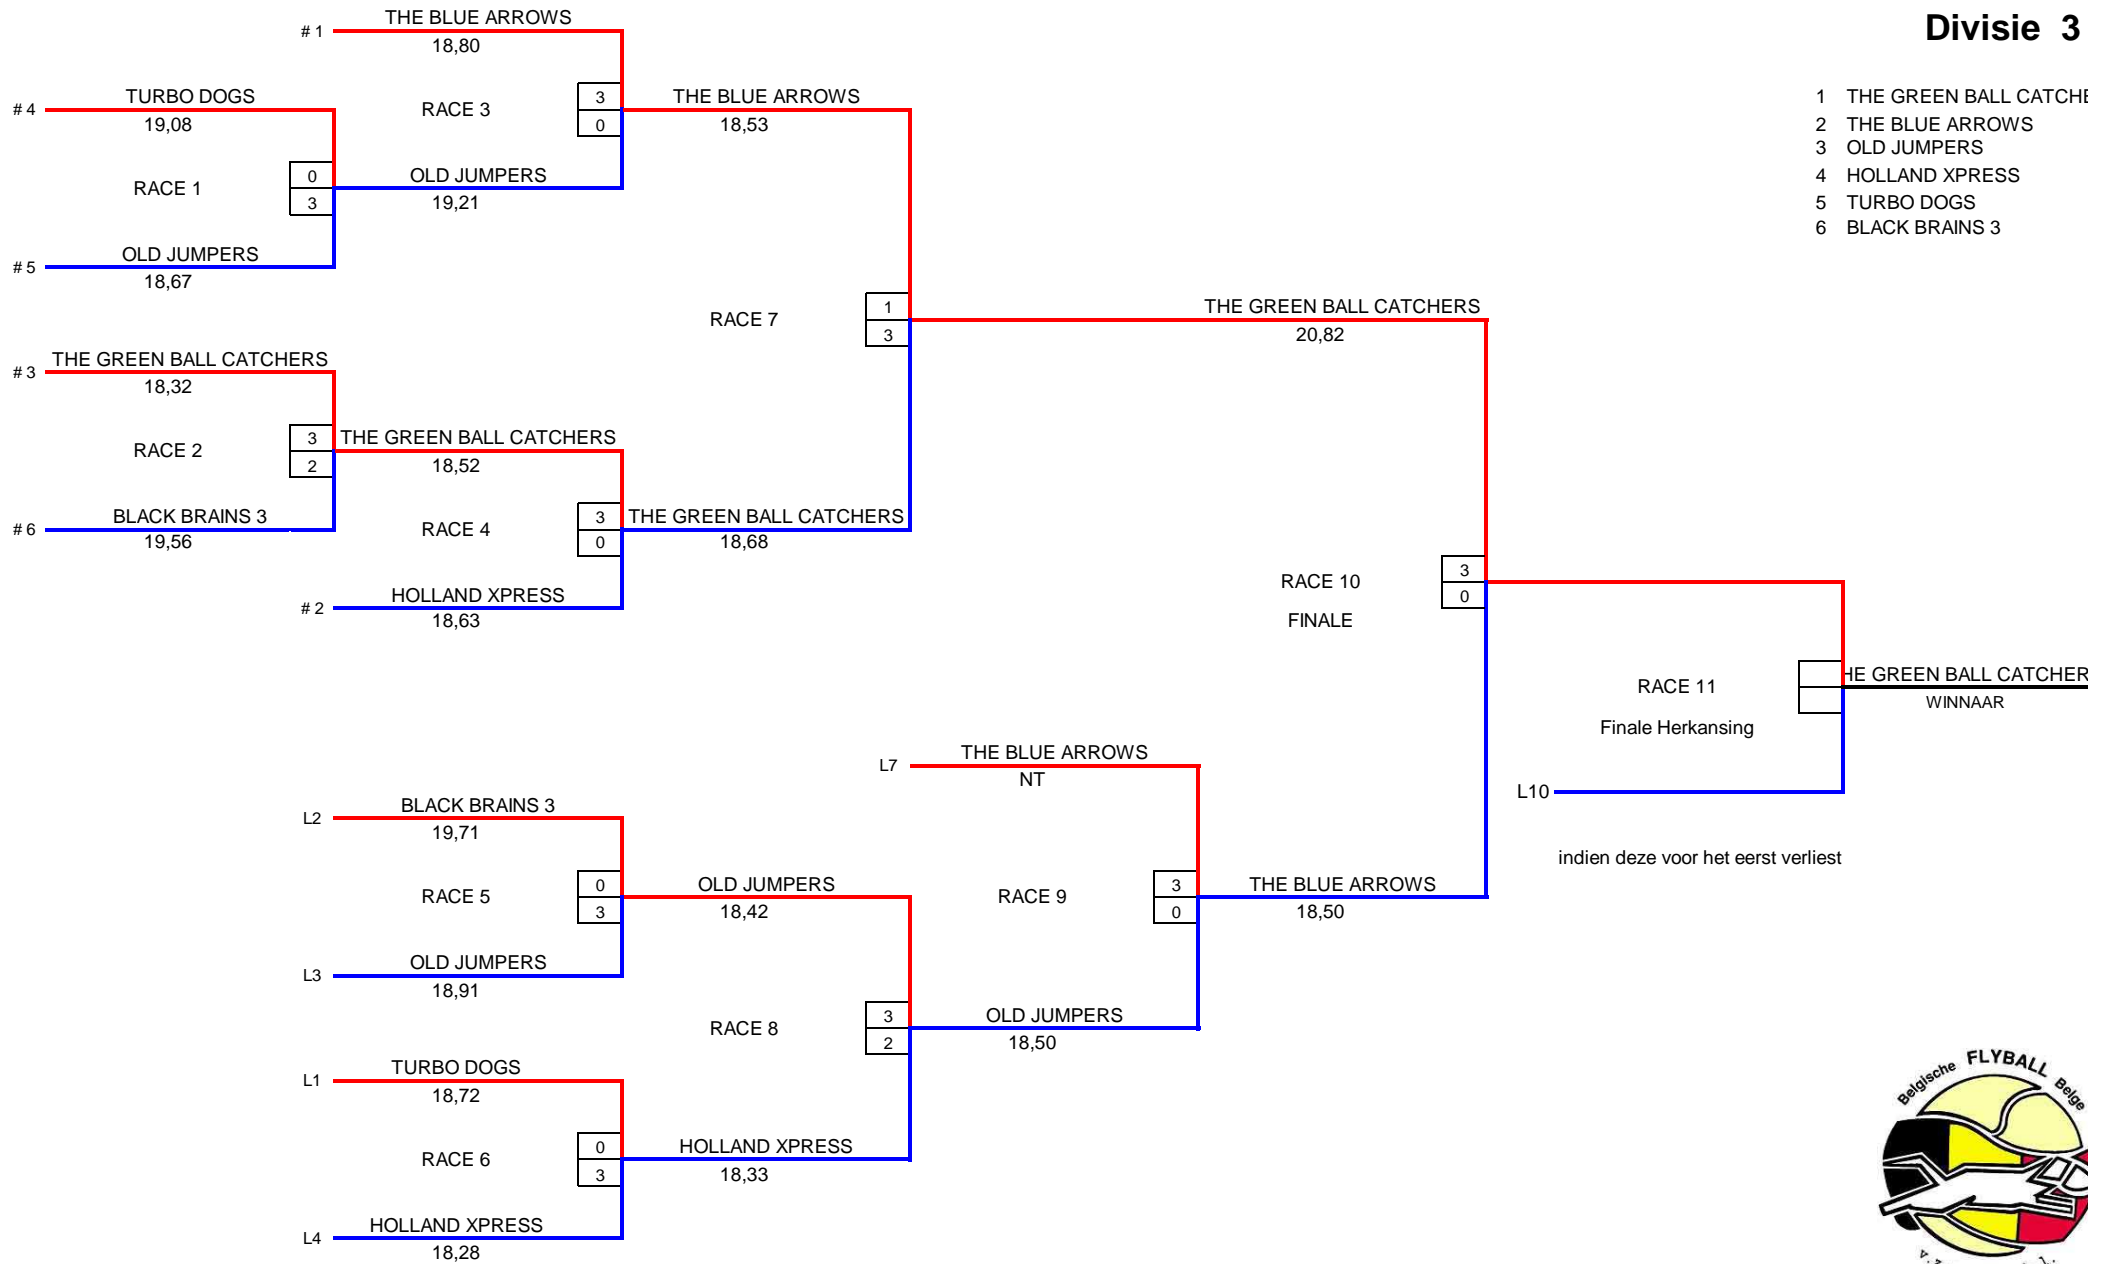 Divisie 3
1 THE GREEN BALL CATCHE
2 THE BLUE ARROWS
3 OLD JUMPERS
4 HOLLAND XPRESS
5 TURBO DOGS
6 BLACK BRAINS 3
# 1 THE BLUE ARROWS
18,80
# 4 TURBO DOGS
19,08
RACE 3
3
0
THE BLUE ARROWS
18,53
RACE 1
0
3
OLD JUMPERS
19,21
# 5 OLD JUMPERS
18,67
RACE 7
1
3
THE GREEN BALL CATCHERS
20,82
# 3 THE GREEN BALL CATCHERS
18,32
RACE 2
3
2
THE GREEN BALL CATCHERS
18,52
# 6 BLACK BRAINS 3
19,56
RACE 4
3
0
THE GREEN BALL CATCHERS
18,68
# 2 HOLLAND XPRESS
18,63
RACE 10
FINALE
3
0
RACE 11
Finale Herkansing
HE GREEN BALL CATCHER
WINNAAR
L10
indien deze voor het eerst verliest
L7 THE BLUE ARROWS
NT
L2 BLACK BRAINS 3
19,71
RACE 5
0
3
OLD JUMPERS
18,42
RACE 9
3
0
THE BLUE ARROWS
18,50
L3 OLD JUMPERS
18,91
RACE 8
3
2
OLD JUMPERS
18,50
L1 TURBO DOGS
18,72
RACE 6
0
3
HOLLAND XPRESS
18,33
L4 HOLLAND XPRESS
18,28
Belgische FLYBALL Belge